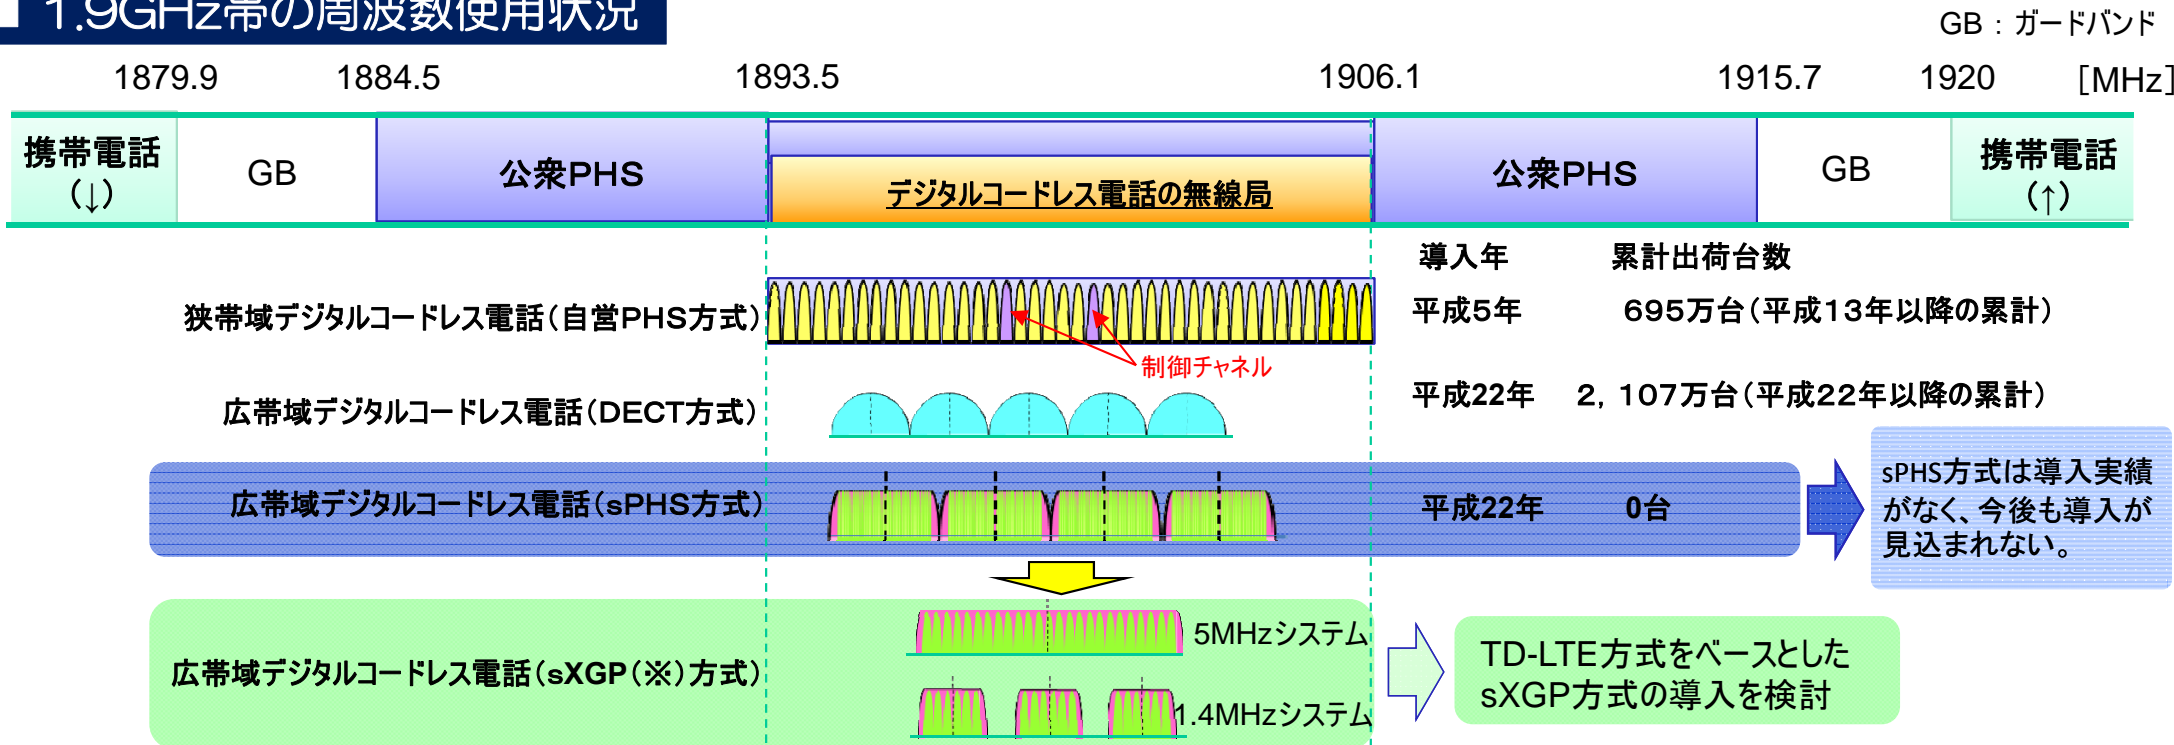 ■ 1.9GHz帯の周波数使用状況
GB：ガードバンド
1879.9 1884.5 1893.5 1906.1 1915.7 1920 [MHz]
携帯電話
(↓)
GB
公衆PHS
デジタルコードレス電話の無線局
公衆PHS
GB
携帯電話
(↑)
導入年 累計出荷台数
狭帯域デジタルコードレス電話(自営PHS方式)
平成5年 695万台(平成13年以降の累計)
制御チャネル
広帯域デジタルコードレス電話(DECT方式)
平成22年 2,107万台(平成22年以降の累計)
広帯域デジタルコードレス電話(sPHS方式)
平成22年 0台
sPHS方式は導入実績
がなく、今後も導入が
見込まれない。
広帯域デジタルコードレス電話(sXGP(※)方式)
5MHzシステム
1.4MHzシステム
TD-LTE方式をベースとした
sXGP方式の導入を検討